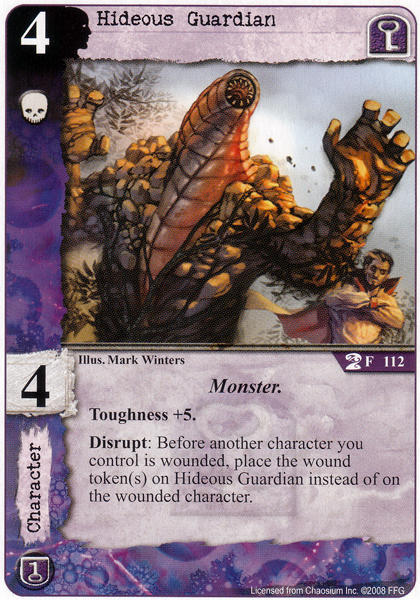 4
Hideous Guardian
Illus. Mark Winters
F 112
4
Monster.
Toughness +5.
Disrupt: Before another character you
control is wounded, place the wound
token(s) on Hideous Guardian instead of on
the wounded character.
Character
1
Licensed from Chaosium Inc. ©2008 FFG